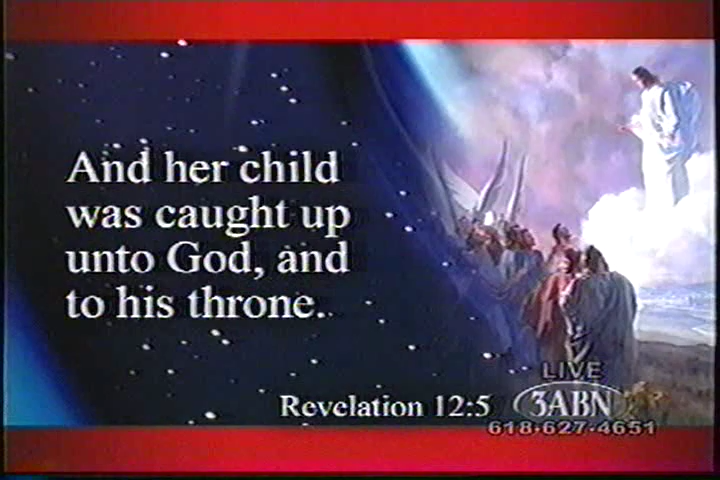 And her child
was caught up
unto God, and
to his throne.
Revelation 12:5
LIVE
3ABN
618-627-4651